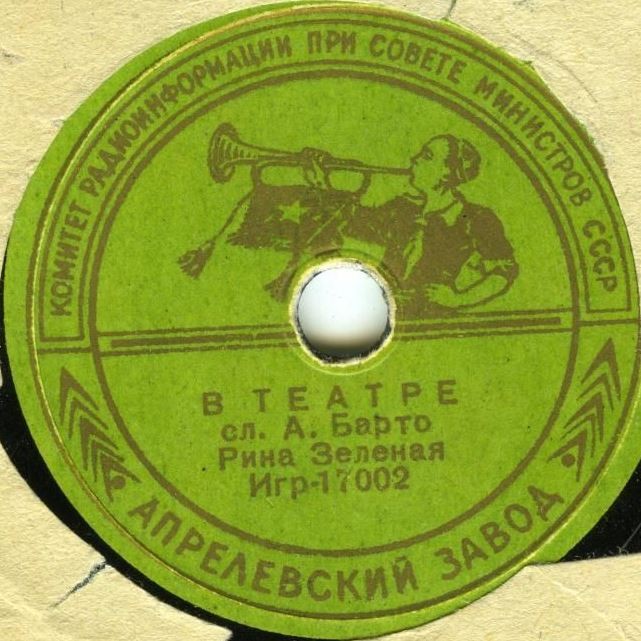 КОМИТЕТ РАДИОИНФОРМАЦИИ ПРИ СОВЕТЕ МИНИСТРОВ СССР
В ТЕАТРЕ
сл. А. Барто
Рина Зеленая
Игр-17002
АПРЕЛЕВСКИЙ ЗАВОД